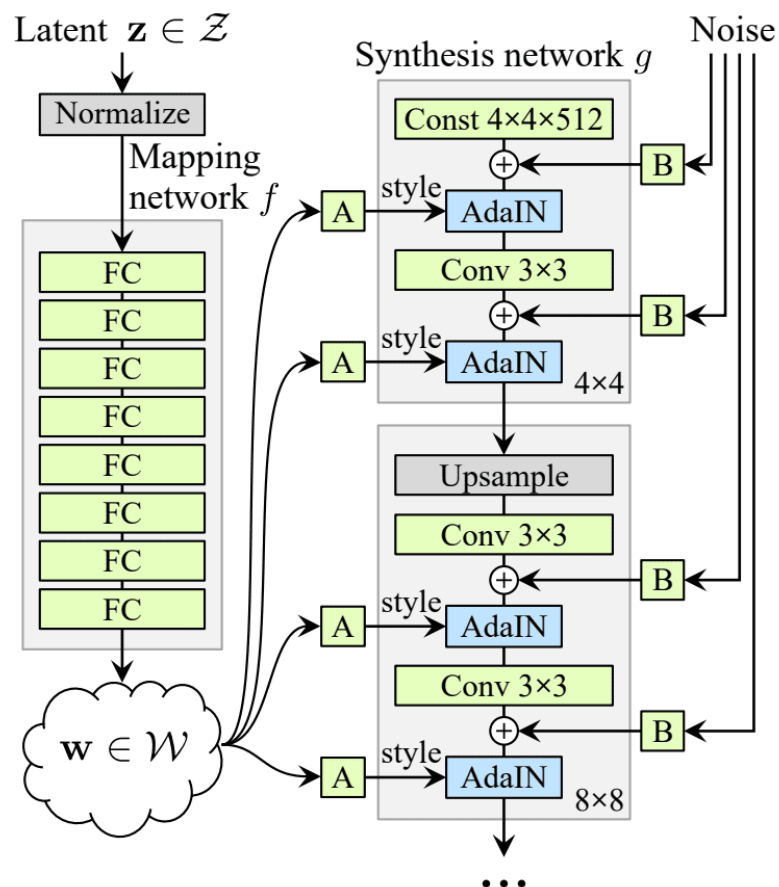 Latent z ∈ 𝒵
Normalize
Mapping
network f
FC
FC
FC
FC
FC
FC
FC
FC
w ∈ 𝒲
Synthesis network g
Noise
Const 4×4×512
+
B
A
style
AdaIN
Conv 3×3
+
B
A
style
AdaIN
4×4
Upsample
Conv 3×3
+
B
A
style
AdaIN
Conv 3×3
+
B
A
style
AdaIN
8×8
...